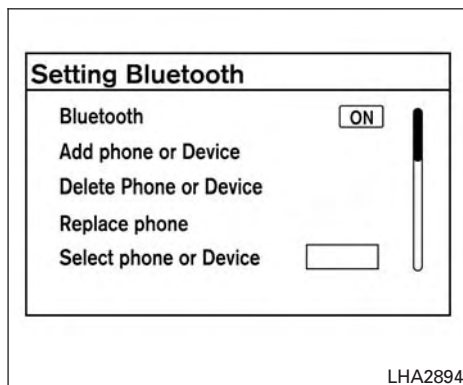 Setting Bluetooth
Bluetooth ON
Add phone or Device
Delete Phone or Device
Replace phone
Select phone or Device
LHA2894